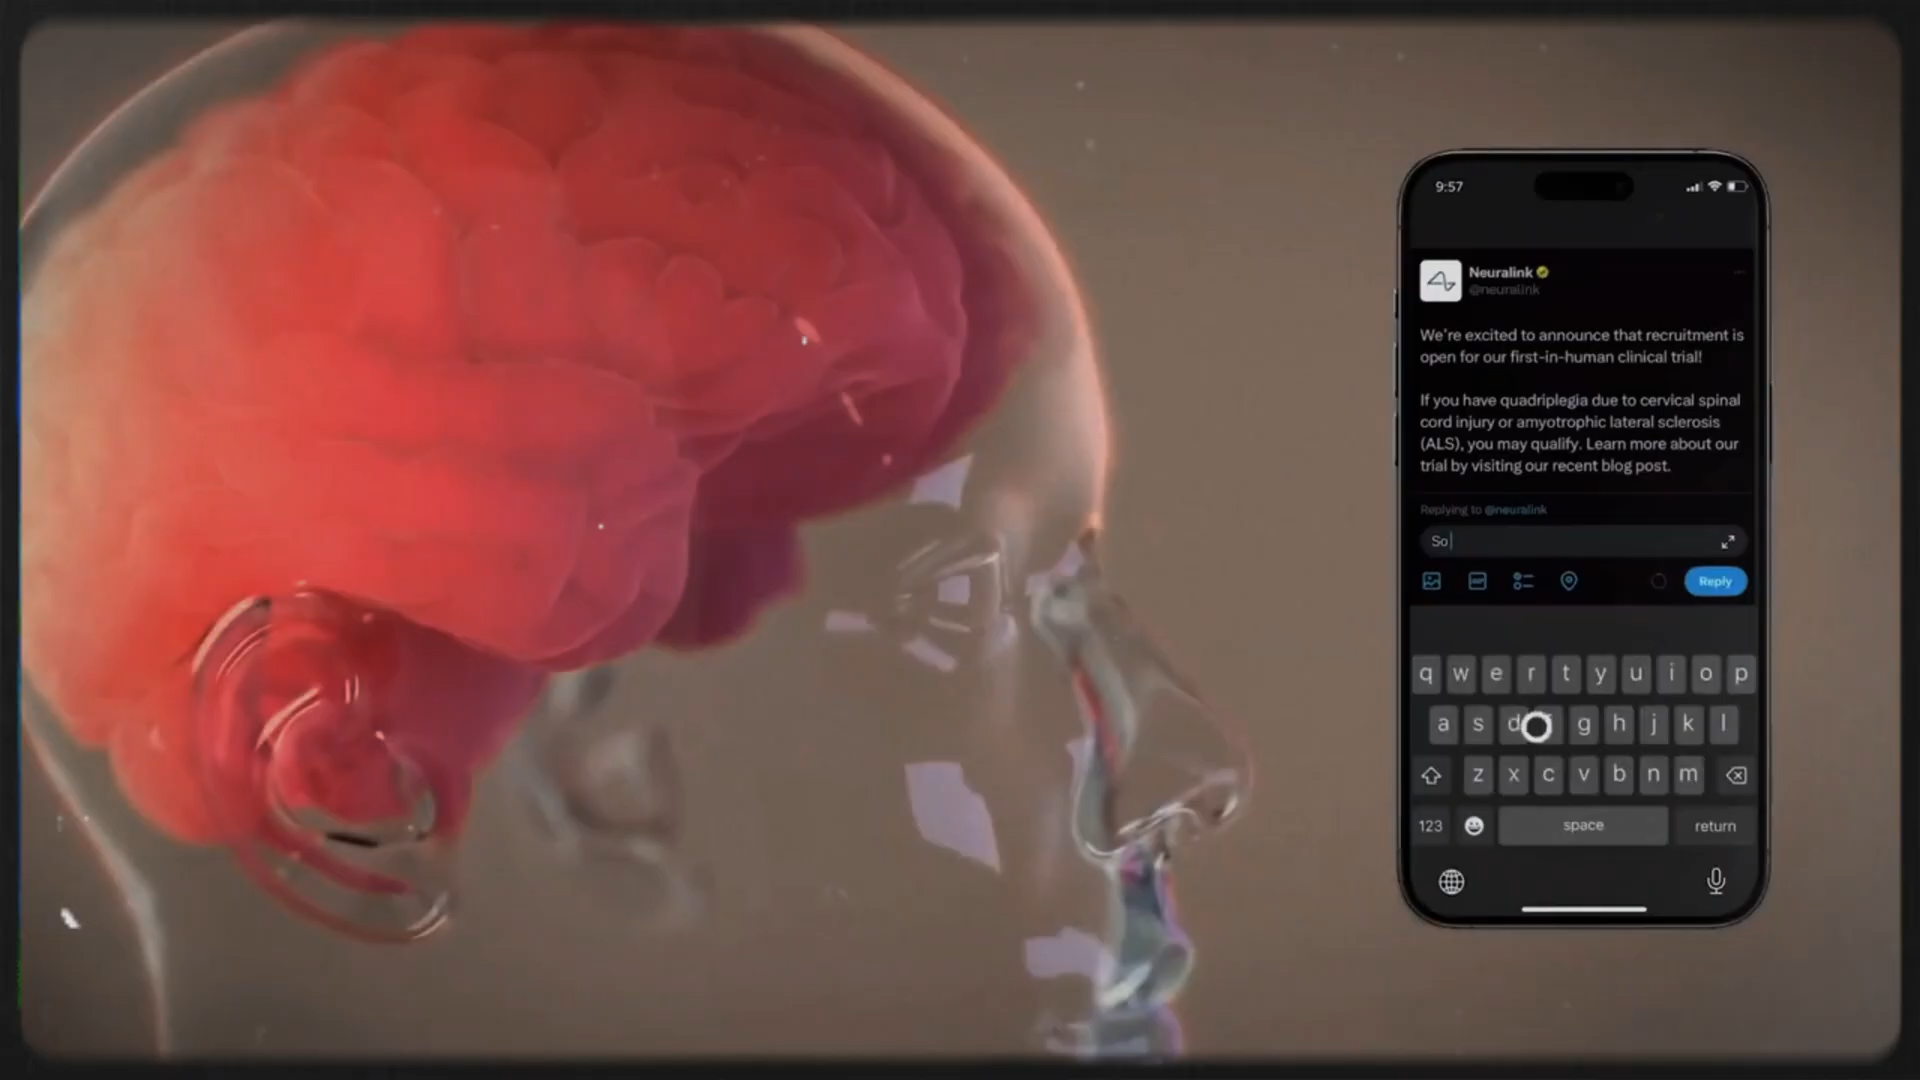 9:57
Neuralink
@neuralink
We're excited to announce that recruitment is
open for our first-in-human clinical trial!
If you have quadriplegia due to cervical spinal
cord injury or amyotrophic lateral sclerosis
(ALS), you may qualify. Learn more about our
trial by visiting our recent blog post.
Replying to @neuralink
So
Reply
q w e r t y u i o p
a s d g h j k l
z x c v b n m
123 space return